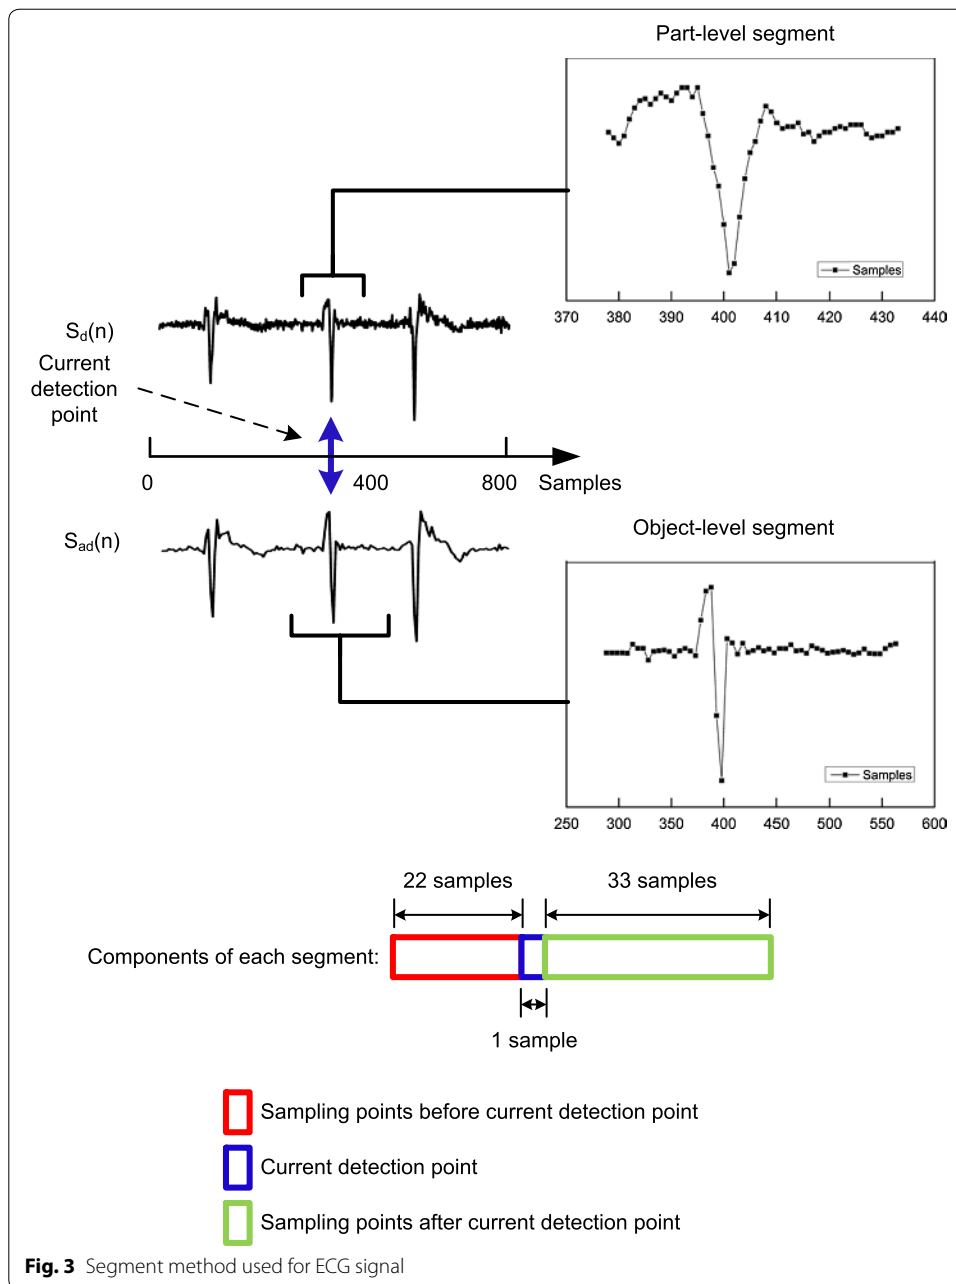 Part-level segment
Samples
370 380 390 400 410 420 430 440
Sd(n)
Current
detection
point
0 400 800 Samples
Sad(n)
Object-level segment
Samples
250 300 350 400 450 500 550 600
22 samples 33 samples
Components of each segment:
1 sample
Sampling points before current detection point
Current detection point
Sampling points after current detection point
Fig. 3 Segment method used for ECG signal